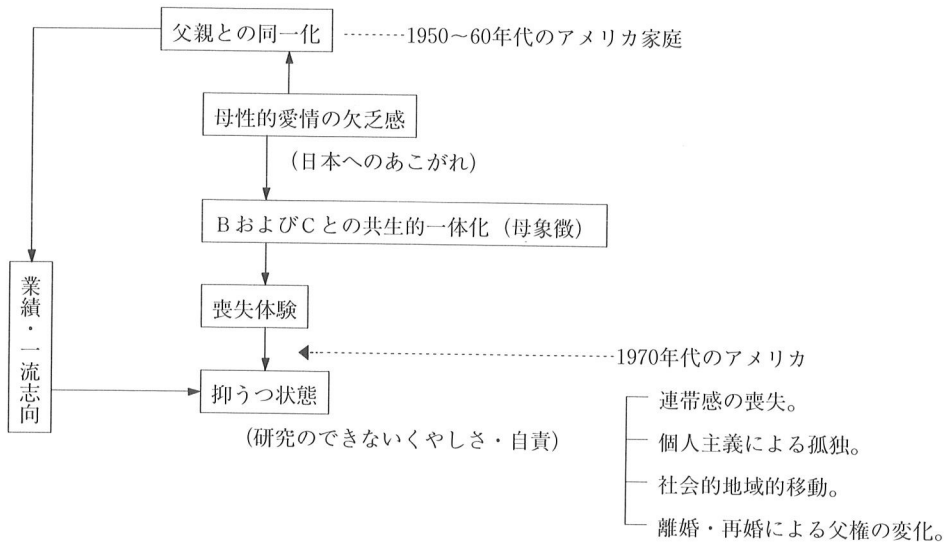 父親との同一化
1950～60年代のアメリカ家庭
母性的愛情の欠乏感
(日本へのあこがれ)
BおよびCとの共生的一体化（母象徴）
業績・一流志向
喪失体験
1970年代のアメリカ
抑うつ状態
連帯感の喪失。
(研究のできないくやしさ・自責)
個人主義による孤独。
社会的地域的移動。
離婚・再婚による父権の変化。